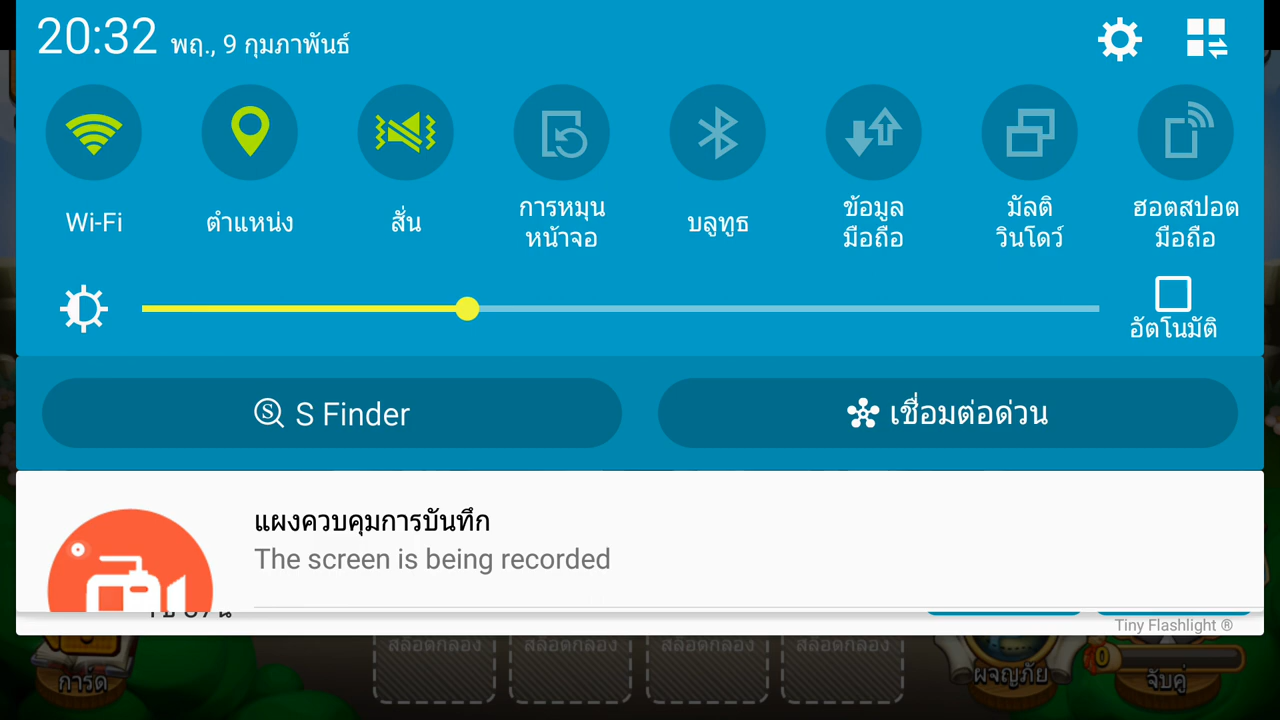 20:32 พฤ., 9 กุมภาพันธ์
Wi-Fi
ตำแหน่ง
สั่น
การหมุน
หน้าจอ
บลูทูธ
ข้อมูล
มือถือ
มัลติ
วินโดว์
ฮอตสปอต
มือถือ
อัตโนมัติ
S Finder
เชื่อมต่อด่วน
แผงควบคุมการบันทึก
The screen is being recorded
Tiny Flashlight ®
สล๊อตกล่อง สล๊อตกล่อง สล๊อตกล่อง สล๊อตกล่อง
การ์ด
ผจญภัย
0
จับคู่